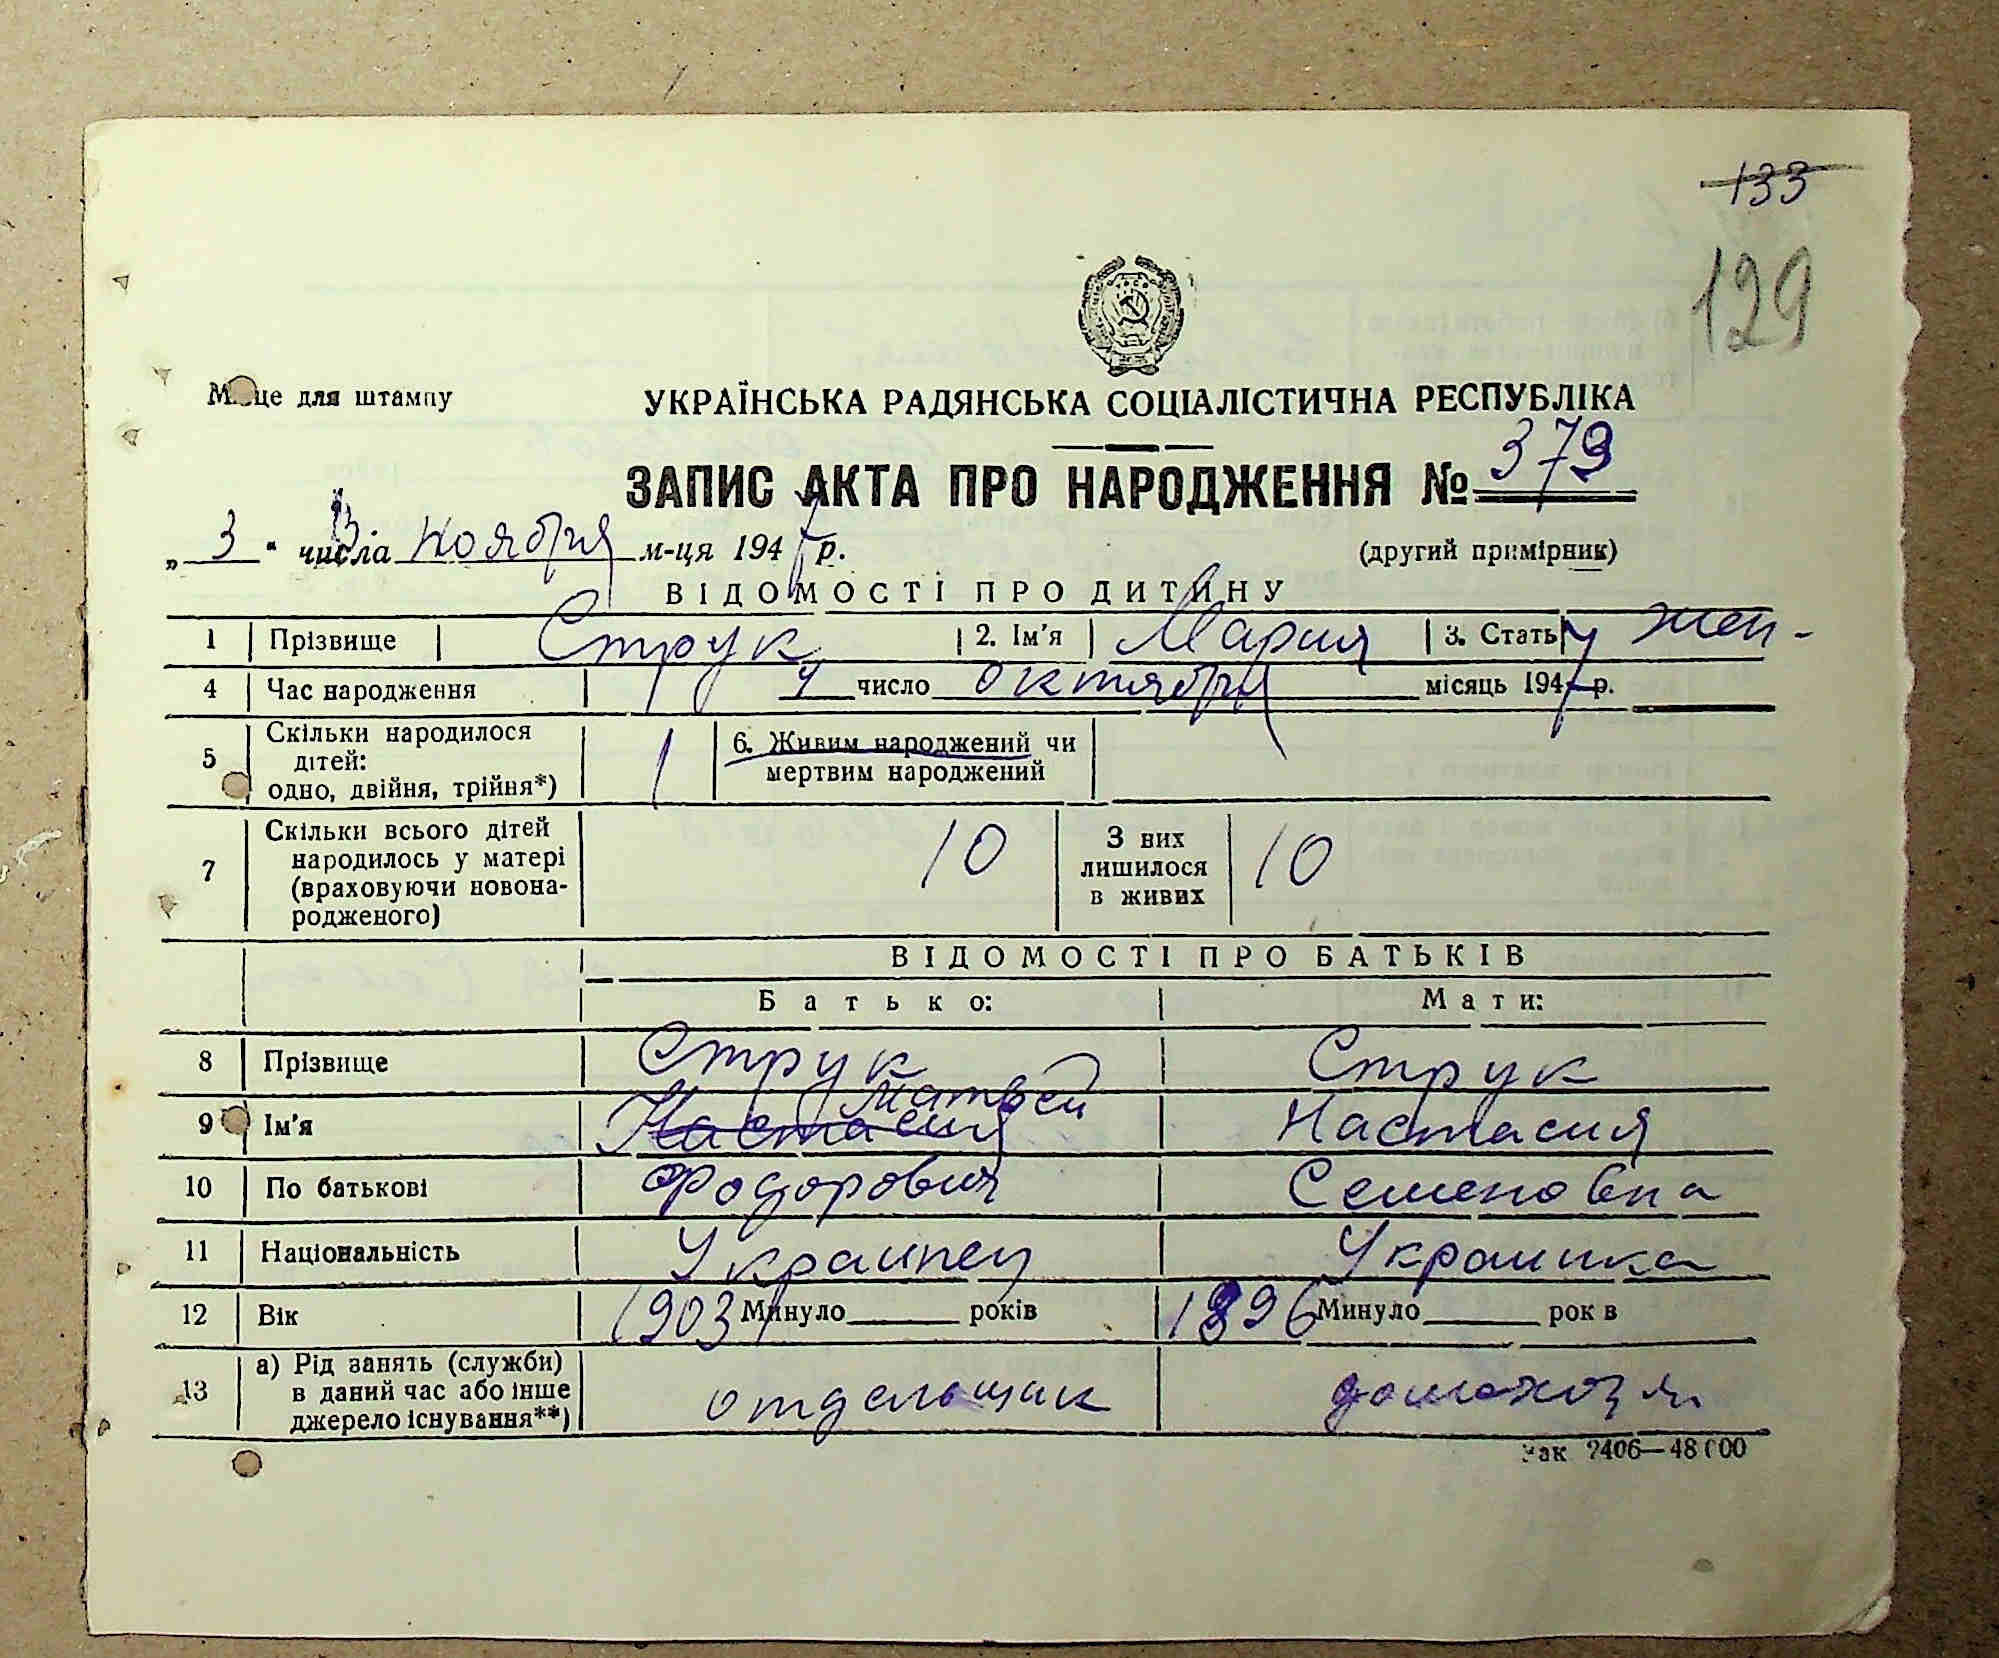 133
129
Місце для штампу
УКРАЇНСЬКА РАДЯНСЬКА СОЦІАЛІСТИЧНА РЕСПУБЛІКА
ЗАПИС АКТА ПРО НАРОДЖЕННЯ № 379
„ 3 “ числа ноября м-ця 1947 р.
(другий примірник)
ВІДОМОСТІ ПРО ДИТИНУ
1 Прізвище Струк 2. Ім'я Мария 3. Стать жен-
4 Час народження число октября місяць 1947 р.
5 Скільки народилося дітей: одно, двійня, трійня*) 1 6. Живим народжений чи мертвим народжений
7 Скільки всього дітей народилось у матері (враховуючи новонародженого) 10 З них лишилося в живих 10
ВІДОМОСТІ ПРО БАТЬКІВ
Батько: Мати:
8 Прізвище Струк Струк
9 Ім'я Настасия Матвей Настасия
10 По батькові Фодорович Семеновна
11 Національність Украинец Украинка
12 Вік 1903 Минуло років 1896 Минуло рок в
13 а) Рід занять (служби) в даний час або інше джерело існування**) отдельщик домохоз
Зак 2406—48000